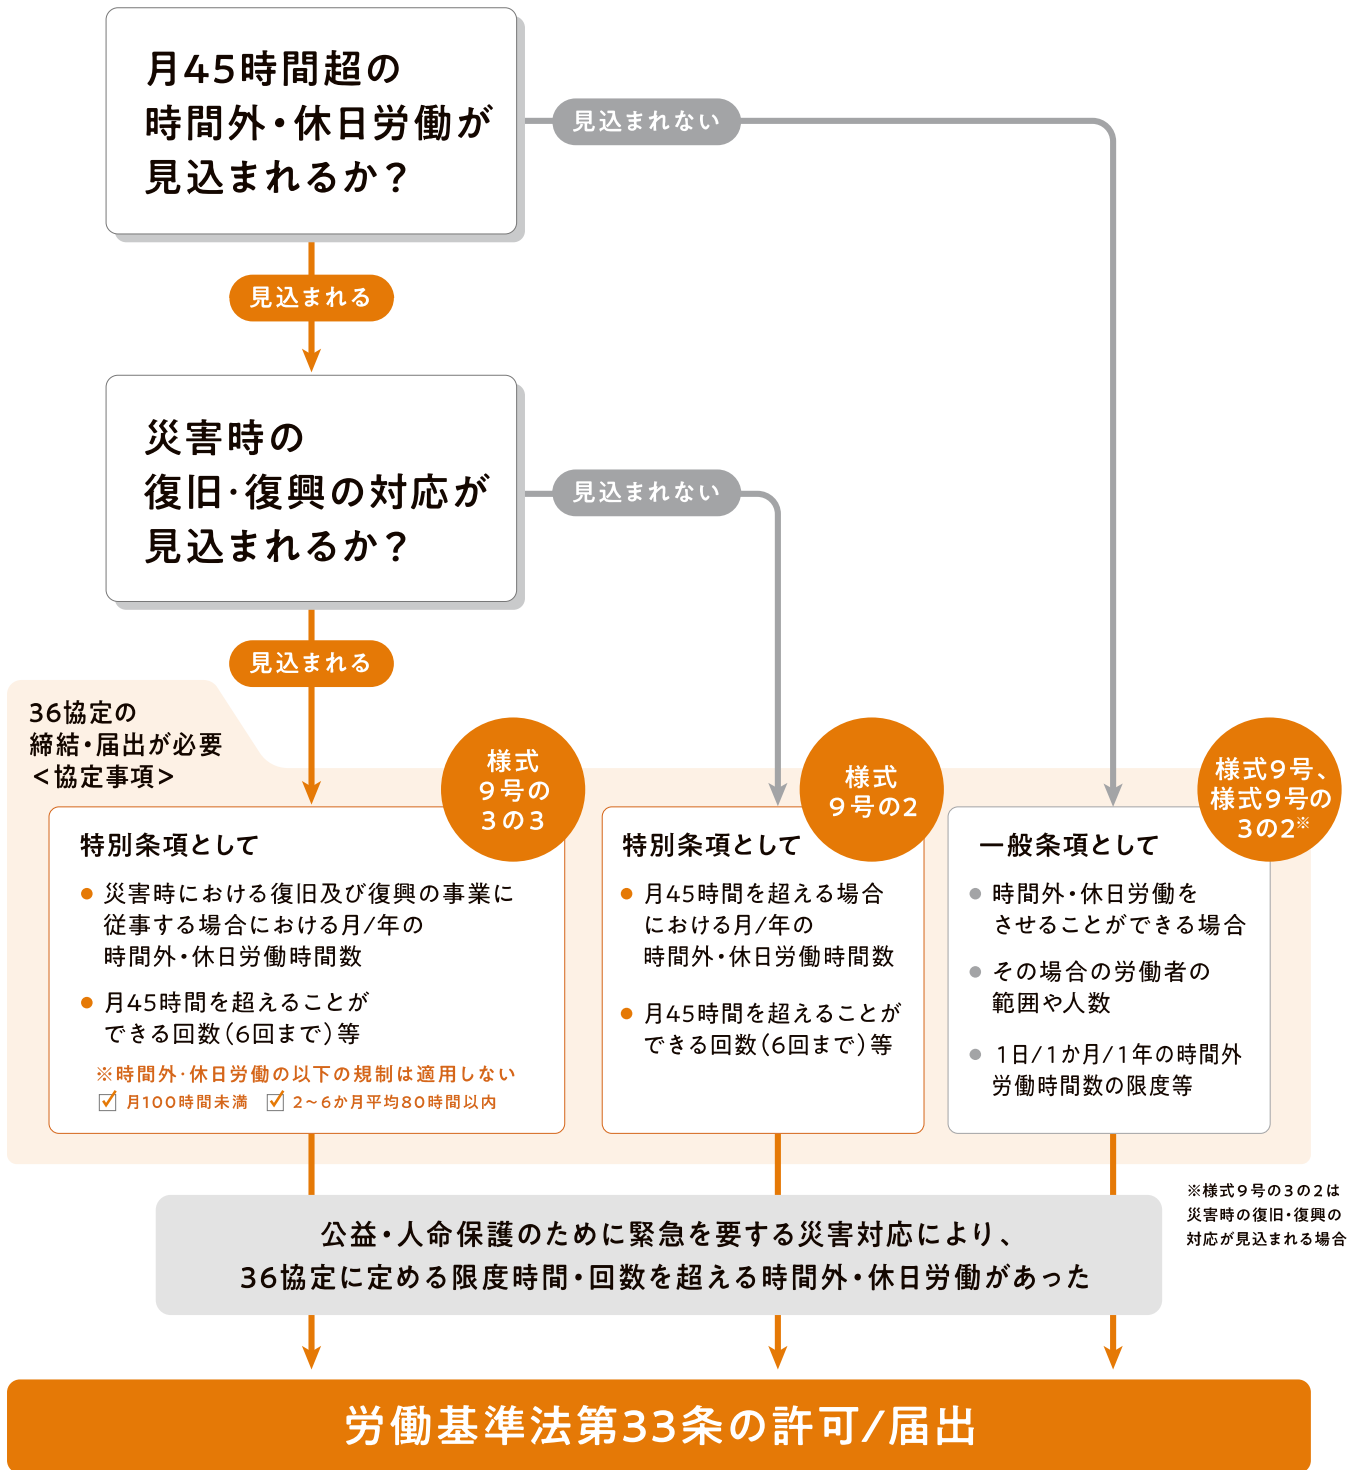 月45時間超の
時間外・休日労働が
見込まれるか？
見込まれない
見込まれる
災害時の
復旧・復興の対応が
見込まれるか？
見込まれない
見込まれる
36協定の
締結・届出が必要
＜協定事項＞
様式
９号の
３の３
特別条項として
災害時における復旧及び復興の事業に
従事する場合における月/年の
時間外・休日労働時間数
月45時間を超えることが
できる回数（6回まで）等
※時間外・休日労働の以下の規制は適用しない
月100時間未満 2〜6か月平均80時間以内
様式
９号の2
特別条項として
月45時間を超える場合
における月/年の
時間外・休日労働時間数
月45時間を超えることが
できる回数（6回まで）等
様式９号、
様式９号の
3の2※
一般条項として
時間外・休日労働を
させることができる場合
その場合の労働者の
範囲や人数
1日/1か月/1年の時間外
労働時間数の限度等
※様式９号の３の２は
災害時の復旧・復興の
対応が見込まれる場合
公益・人命保護のために緊急を要する災害対応により、
36協定に定める限度時間・回数を超える時間外・休日労働があった
労働基準法第33条の許可/届出